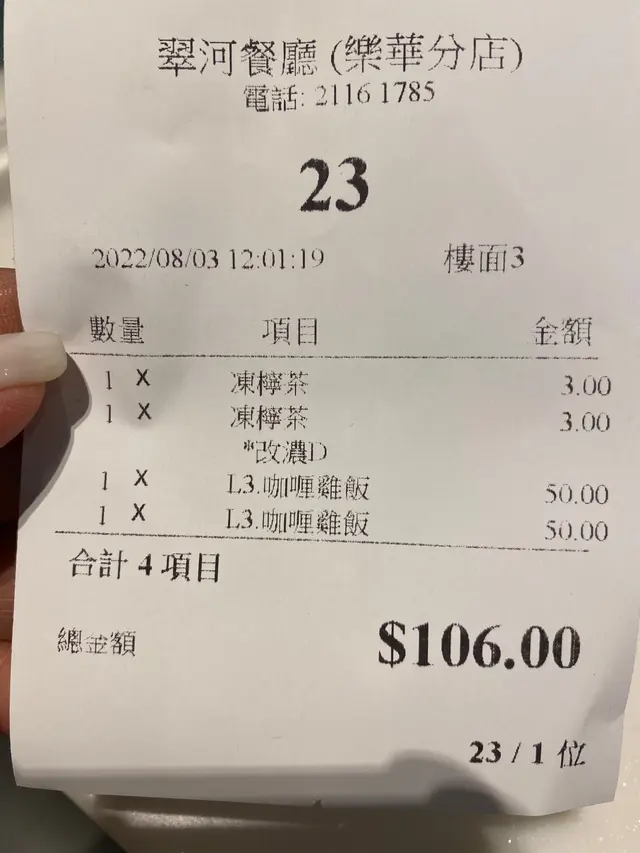 翠河餐廳 (樂華分店)
電話: 2116 1785
23
2022/08/03 12:01:19 樓面3
數量 項目 金額
1 X 凍檸茶 3.00
1 X 凍檸茶 3.00
*改濃D
1 X L3.咖喱雞飯 50.00
1 X L3.咖喱雞飯 50.00
合計 4 項目
總金額 $106.00
23 / 1 位